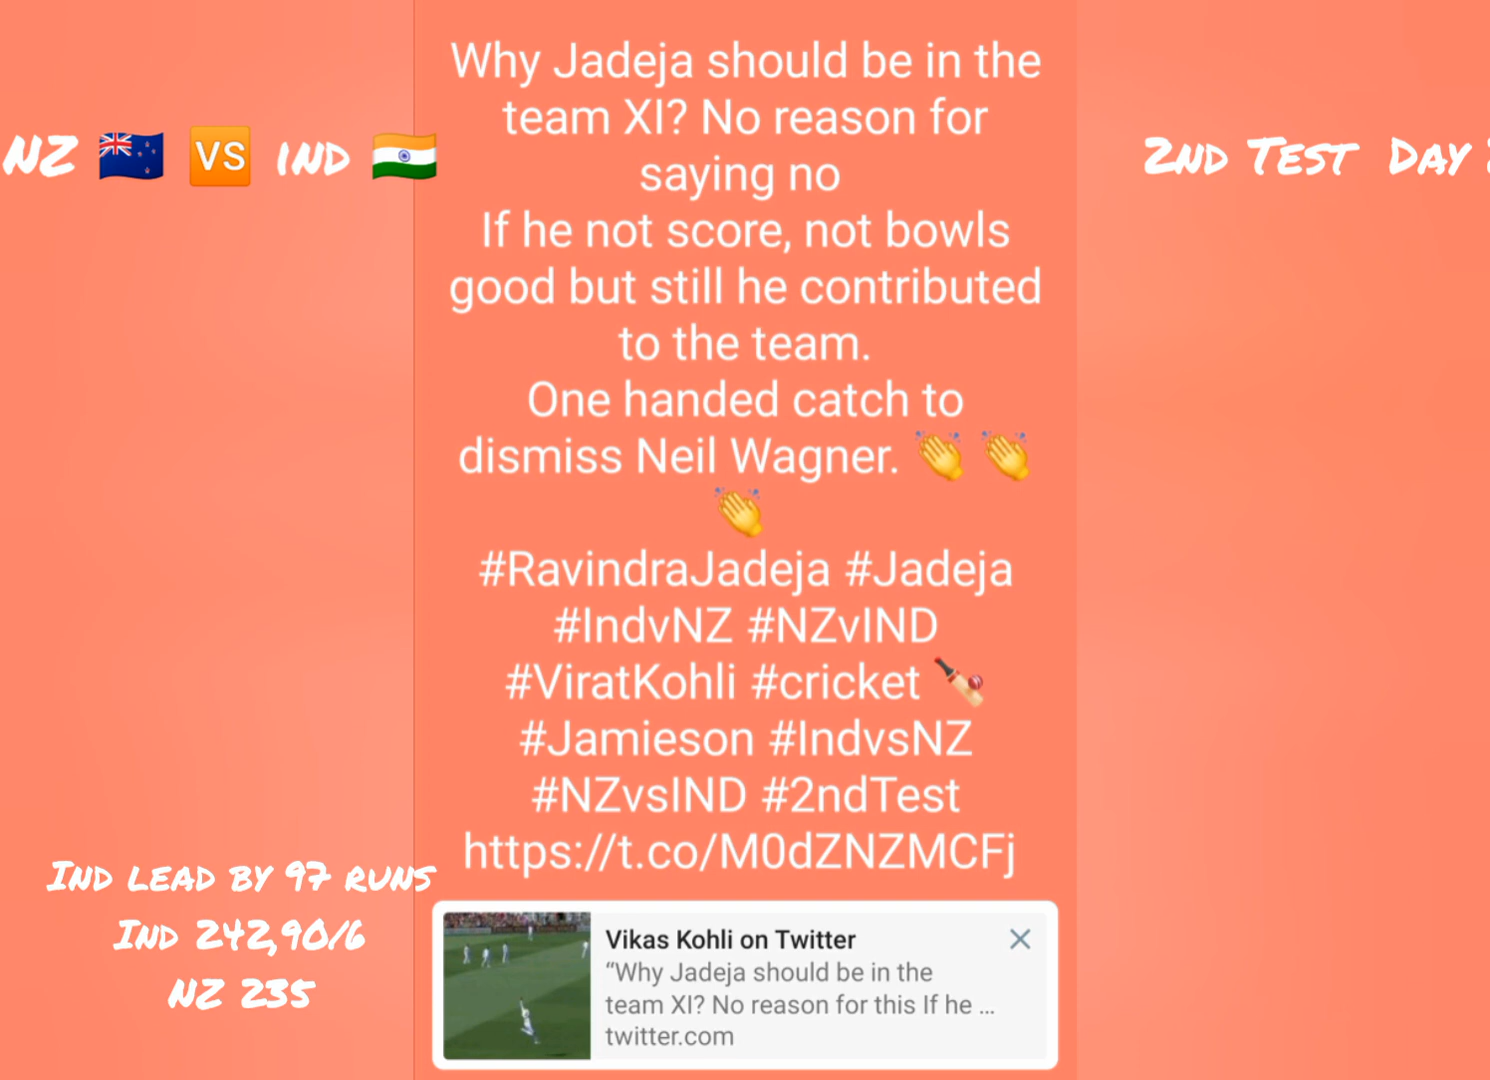 Why Jadeja should be in the
team XI? No reason for
saying no
If he not score, not bowls
good but still he contributed
to the team.
One handed catch to
dismiss Neil Wagner. 👏 👏
👏
#RavindraJadeja #Jadeja
#IndvNZ #NZvIND
#ViratKohli #cricket 🏏
#Jamieson #IndvsNZ
#NZvsIND #2ndTest
https://t.co/M0dZNZMCFj
NZ 🇳🇿 🆚 IND 🇮🇳
2nd Test Day
Ind lead by 97 runs
Ind 242,90/6
NZ 235
Vikas Kohli on Twitter
“Why Jadeja should be in the
team XI? No reason for this If he ...
twitter.com